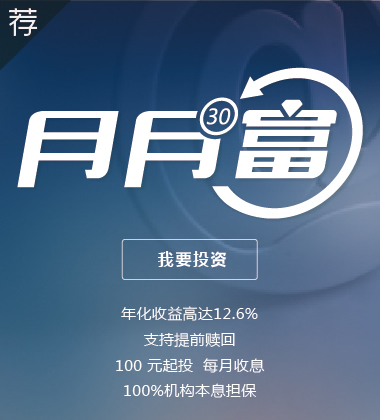 荐
月月富
30
我要投资
年化收益高达12.6%
支持提前赎回
100 元起投 每月收息
100%机构本息担保